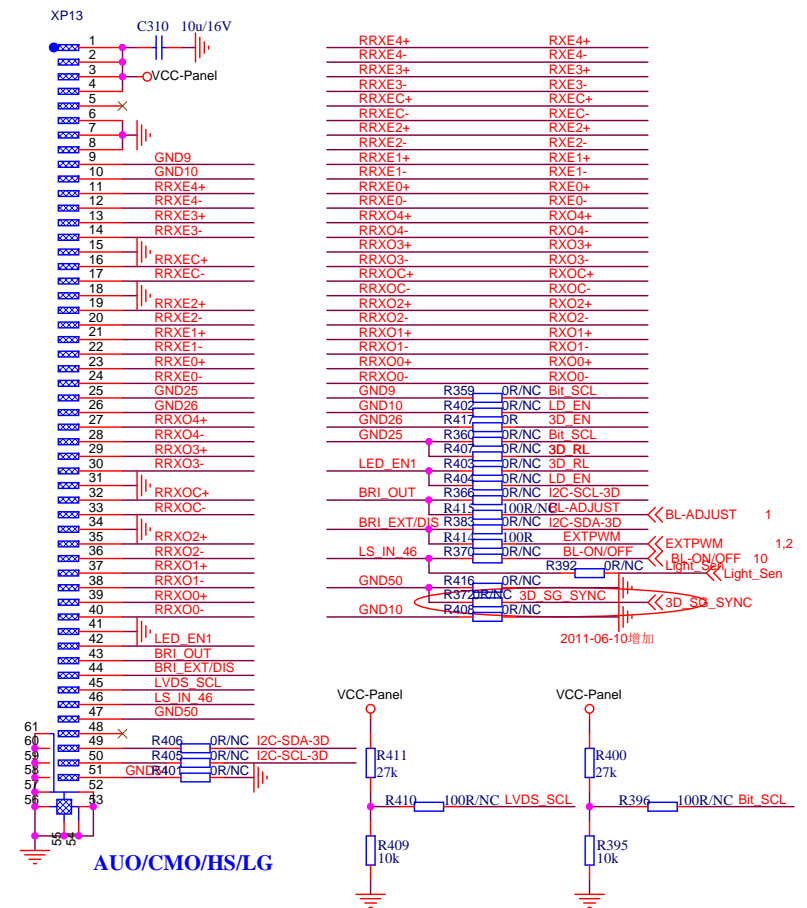 XP13
C310 10u/16V
1
2
3
VCC-Panel
4
5
6
7
8
9 GND9
10 GND10
11 RRXE4+
12 RRXE4-
13 RRXE3+
14 RRXE3-
15
16 RRXEC+
17 RRXEC-
18
19 RRXE2+
20 RRXE2-
21 RRXE1+
22 RRXE1-
23 RRXE0+
24 RRXE0-
25 GND25
26 GND26
27 RRXO4+
28 RRXO4-
29 RRXO3+
30 RRXO3-
31
32 RRXOC+
33 RRXOC-
34
35 RRXO2+
36 RRXO2-
37 RRXO1+
38 RRXO1-
39 RRXO0+
40 RRXO0-
41
42 LED_EN1
43 BRI_OUT
44 BRI_EXT/DIS
45 LVDS_SCL
46 LS_IN_46
47 GND50
48
49 R406 0R/NC I2C-SDA-3D
50 R405 0R/NC I2C-SCL-3D
51 R401 0R/NC
61
60
59
58
57
56
55
54
53
52
AUO/CMO/HS/LG
RRXE4+ RXE4+
RRXE4- RXE4-
RRXE3+ RXE3+
RRXE3- RXE3-
RRXEC+ RXEC+
RRXEC- RXEC-
RRXE2+ RXE2+
RRXE2- RXE2-
RRXE1+ RXE1+
RRXE1- RXE1-
RRXE0+ RXE0+
RRXE0- RXE0-
RRXO4+ RXO4+
RRXO4- RXO4-
RRXO3+ RXO3+
RRXO3- RXO3-
RRXOC+ RXOC+
RRXOC- RXOC-
RRXO2+ RXO2+
RRXO2- RXO2-
RRXO1+ RXO1+
RRXO1- RXO1-
RRXO0+ RXO0+
RRXO0- RXO0-
GND9 R359 0R/NC Bit_SCL
GND10 R402 0R/NC LD_EN
GND26 R417 0R 3D_EN
GND25 R360 0R/NC Bit_SCL
R407 0R/NC 3D_RL
LED_EN1 R403 0R/NC 3D_RL
R404 0R/NC LD_EN
BRI_OUT R366 0R/NC I2C-SCL-3D
R415 100R/NC BL-ADJUST BL-ADJUST 1
BRI_EXT/DIS R383 0R/NC I2C-SDA-3D
R414 100R EXTPWM EXTPWM 1,2
LS_IN_46 R370 0R/NC BL-ON/OFF BL-ON/OFF 10
R392 0R/NC Light_Sen Light_Sen
GND50 R416 0R/NC
R372 0R/NC 3D_SG_SYNC 3D_SG_SYNC
GND10 R408 0R/NC
2011-06-10增加
VCC-Panel
R411
27k
R410 100R/NC LVDS_SCL
R409
10k
VCC-Panel
R400
27k
R396 100R/NC Bit_SCL
R395
10k